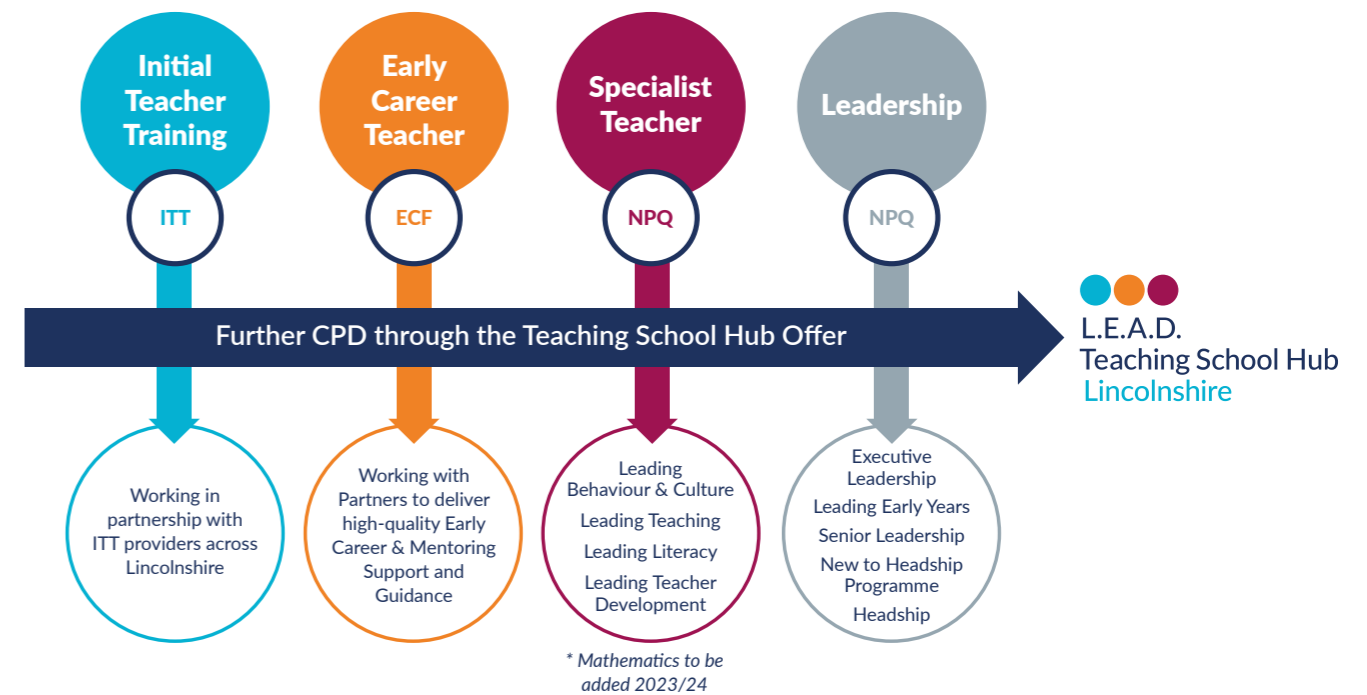 Initial
Teacher
Training
ITT
Early
Career
Teacher
ECF
Specialist
Teacher
NPQ
Leadership
NPQ
Further CPD through the Teaching School Hub Offer
L.E.A.D.
Teaching School Hub
Lincolnshire
Working in
partnership with
ITT providers across
Lincolnshire
Working with
Partners to deliver
high-quality Early
Career & Mentoring
Support and
Guidance
Leading
Behaviour & Culture
Leading Teaching
Leading Literacy
Leading Teacher
Development
* Mathematics to be
added 2023/24
Executive
Leadership
Leading Early Years
Senior Leadership
New to Headship
Programme
Headship